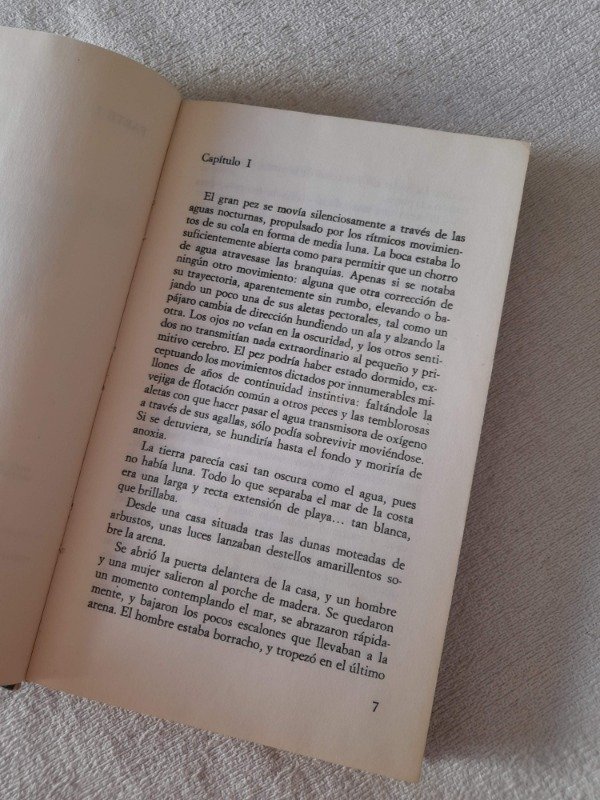 Capítulo I
El gran pez se movía silenciosamente a través de las
aguas nocturnas, propulsado por los rítmicos movimien-
tos de su cola en forma de media luna. La boca estaba lo
suficientemente abierta como para permitir que un chorro
de agua atravesase las branquias. Apenas si se notaba
ningún otro movimiento: alguna que otra corrección de
su trayectoria, aparentemente sin rumbo, elevando o ba-
jando un poco una de sus aletas pectorales, tal como un
pájaro cambia de dirección hundiendo un ala y alzando la
otra. Los ojos no veían en la oscuridad, y los otros senti-
dos no transmitían nada extraordinario al pequeño y pri-
mitivo cerebro. El pez podría haber estado dormido, ex-
ceptuando los movimientos dictados por innumerables mi-
llones de años de continuidad instintiva: faltándole la
vejiga de flotación común a otros peces y las temblorosas
aletas con que hacer pasar el agua transmisora de oxígeno
a través de sus agallas, sólo podía sobrevivir moviéndose.
Si se detuviera, se hundiría hasta el fondo y moriría de
anoxia.
La tierra parecía casi tan oscura como el agua, pues
no había luna. Todo lo que separaba el mar de la costa
era una larga y recta extensión de playa... tan blanca,
que brillaba.
Desde una casa situada tras las dunas moteadas de
arbustos, unas luces lanzaban destellos amarillentos so-
bre la arena.
Se abrió la puerta delantera de la casa, y un hombre
y una mujer salieron al porche de madera. Se quedaron
un momento contemplando el mar, se abrazaron rápida-
mente, y bajaron los pocos escalones que llevaban a la
arena. El hombre estaba borracho, y tropezó en el último
7